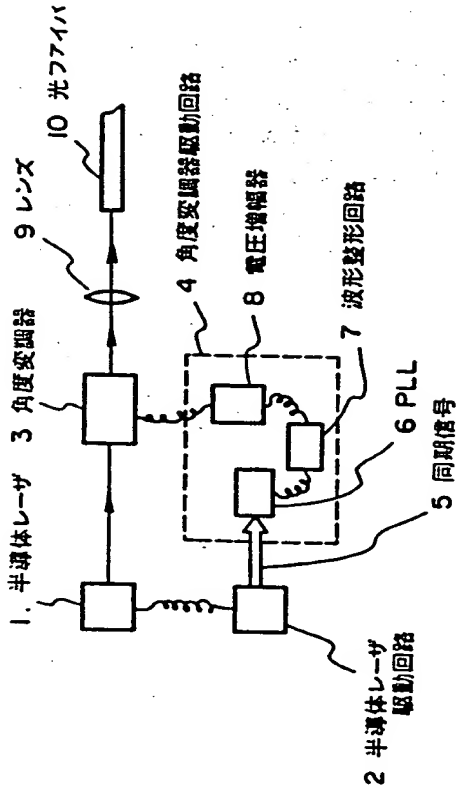 1. 半導体レーザ
3 角度変調器
9 レンズ
10 光ファイバ
4 角度変調器駆動回路
8 電圧増幅器
7 波形整形回路
6 PLL
5 同期信号
2 半導体レーザ
駆動回路